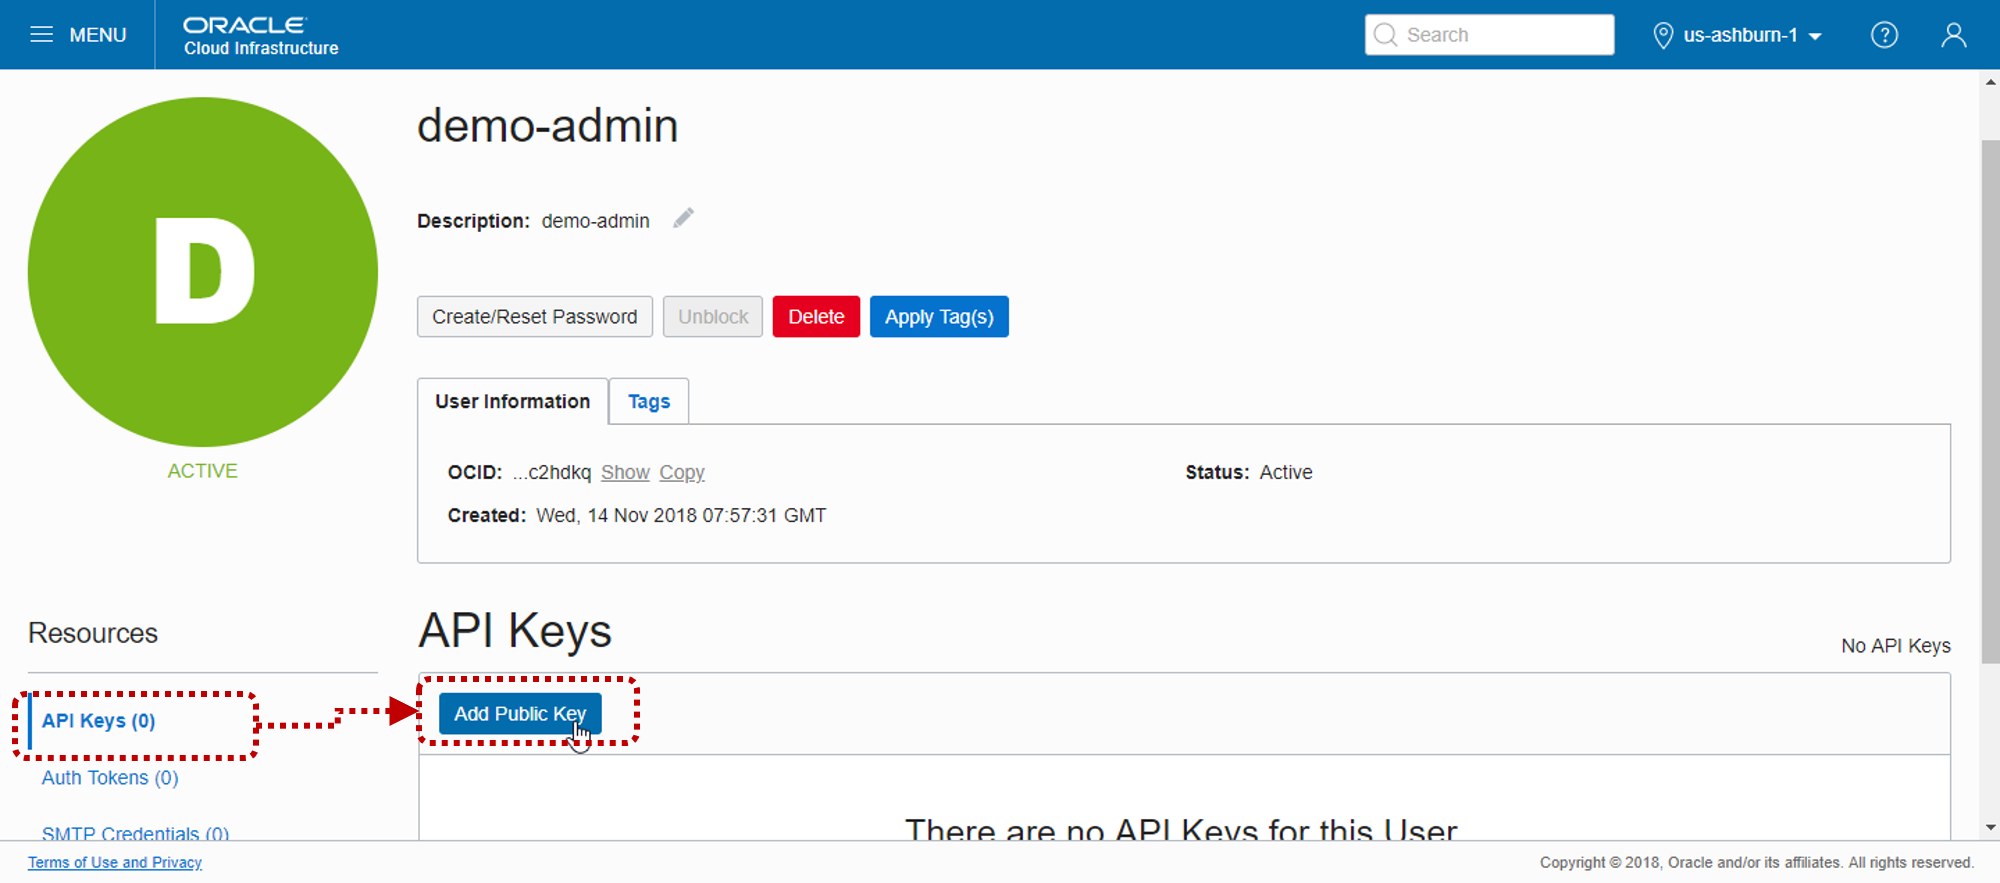 MENU
ORACLE
Cloud Infrastructure
Search
us-ashburn-1
?
D
ACTIVE
demo-admin
Description: demo-admin
Create/Reset Password Unblock Delete Apply Tag(s)
User Information Tags
OCID: ...c2hdkq Show Copy Status: Active
Created: Wed, 14 Nov 2018 07:57:31 GMT
Resources
API Keys (0)
Auth Tokens (0)
SMTP Credentials (0)
API Keys
No API Keys
Add Public Key
There are no API Keys for this User
Terms of Use and Privacy
Copyright © 2018, Oracle and/or its affiliates. All rights reserved.